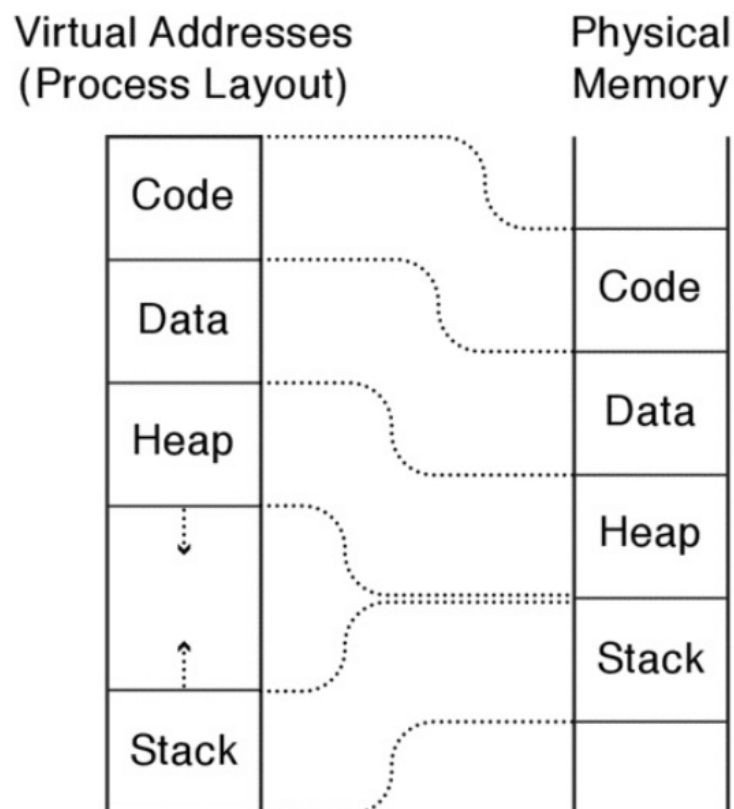 Virtual Addresses
(Process Layout)
Physical
Memory
Code
Data
Heap
Stack
Code
Data
Heap
Stack